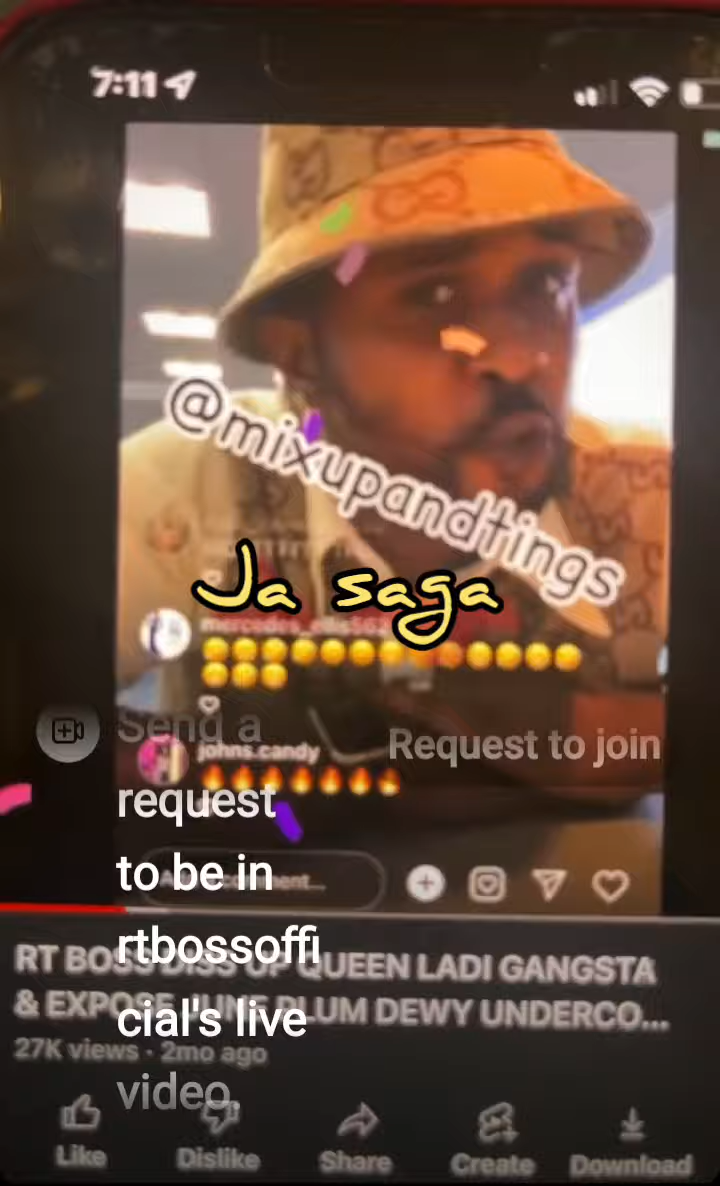 7:11
@mixupandtings
Ja saga
Send a
request
to be in
rtbossoffi
cial's live
video.
Request to join
johns.candy
RT BOSS DISS UP QUEEN LADI GANGSTA
& EXPOSE JUNE PLUM DEWY UNDERCO...
27K views · 2mo ago
Like
Dislike
Share
Create
Download